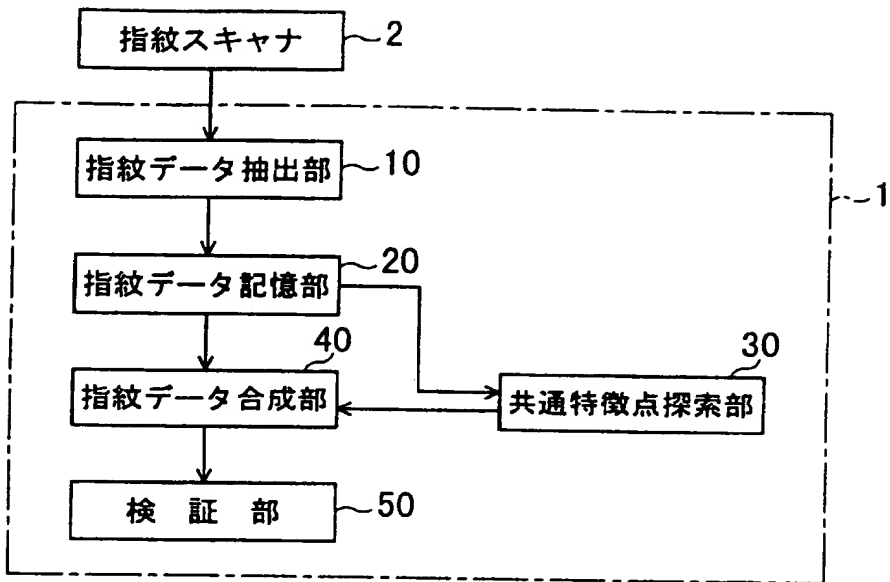 指紋スキャナ
2
指紋データ抽出部
10
1
指紋データ記憶部
20
40
指紋データ合成部
30
共通特徴点探索部
検証部
50